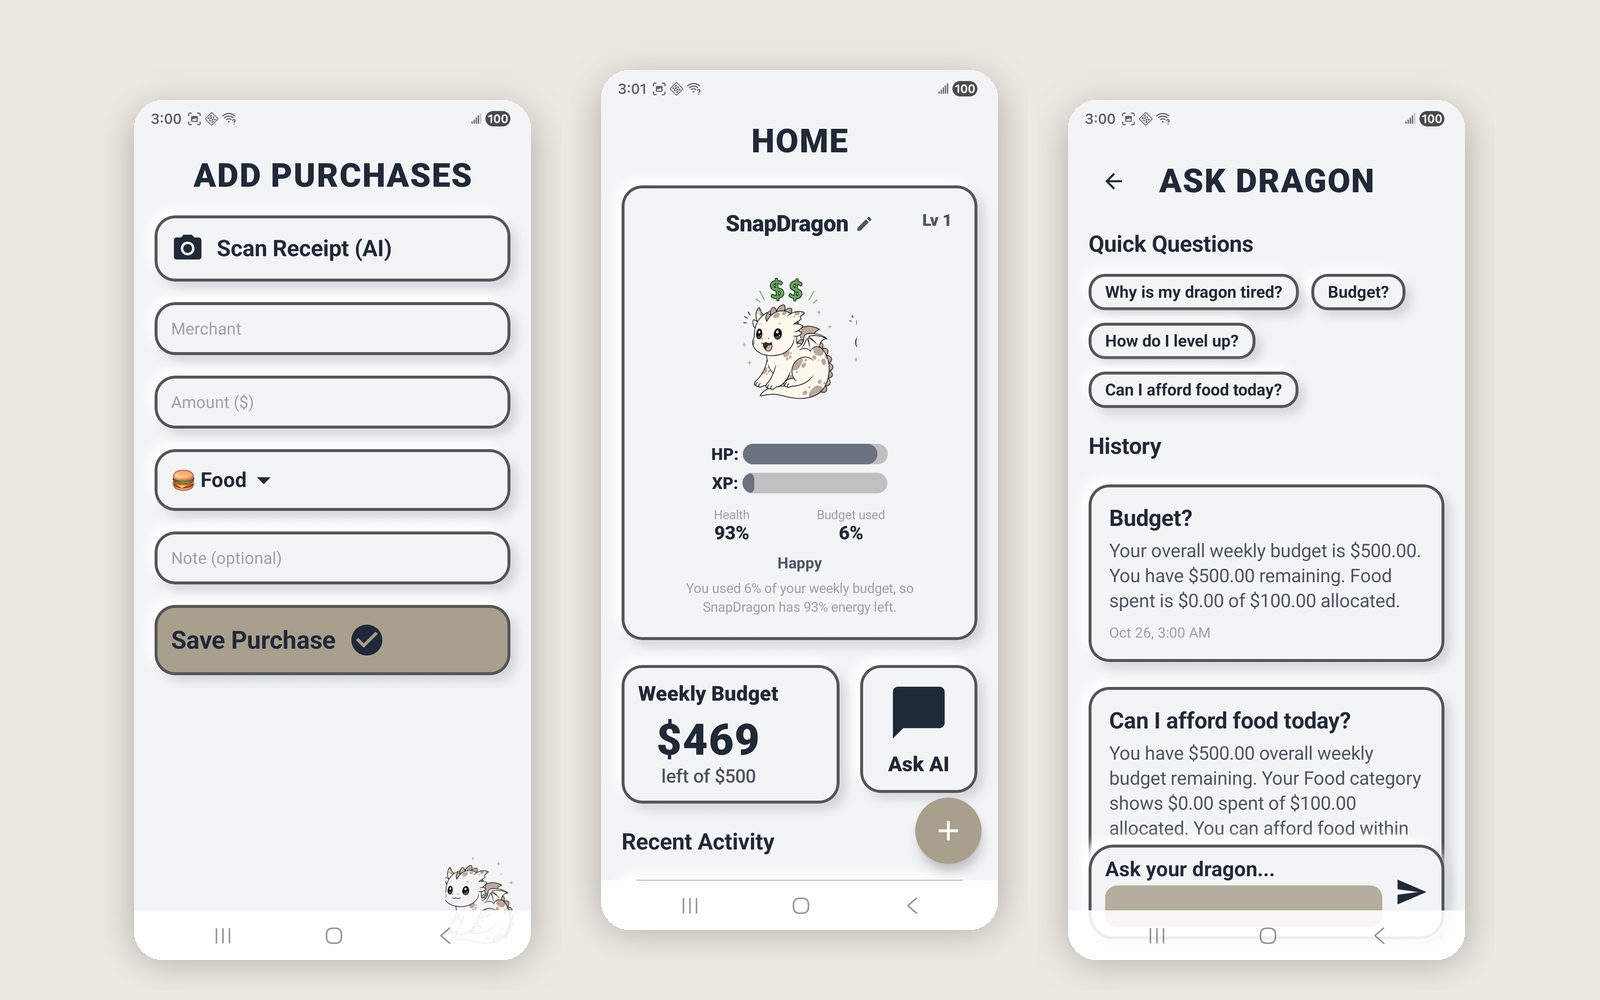 3:00
100
ADD PURCHASES
Scan Receipt (AI)
Merchant
Amount ($)
🍔 Food
Note (optional)
Save Purchase
3:01
100
HOME
SnapDragon
Lv 1
$$
HP:
XP:
Health
Budget used
93%
6%
Happy
You used 6% of your weekly budget, so
SnapDragon has 93% energy left.
Weekly Budget
$469
left of $500
Ask AI
Recent Activity
3:00
100
ASK DRAGON
Quick Questions
Why is my dragon tired?
Budget?
How do I level up?
Can I afford food today?
History
Budget?
Your overall weekly budget is $500.00.
You have $500.00 remaining. Food
spent is $0.00 of $100.00 allocated.
Oct 26, 3:00 AM
Can I afford food today?
You have $500.00 overall weekly
budget remaining. Your Food category
shows $0.00 spent of $100.00
allocated. You can afford food within
Ask your dragon...